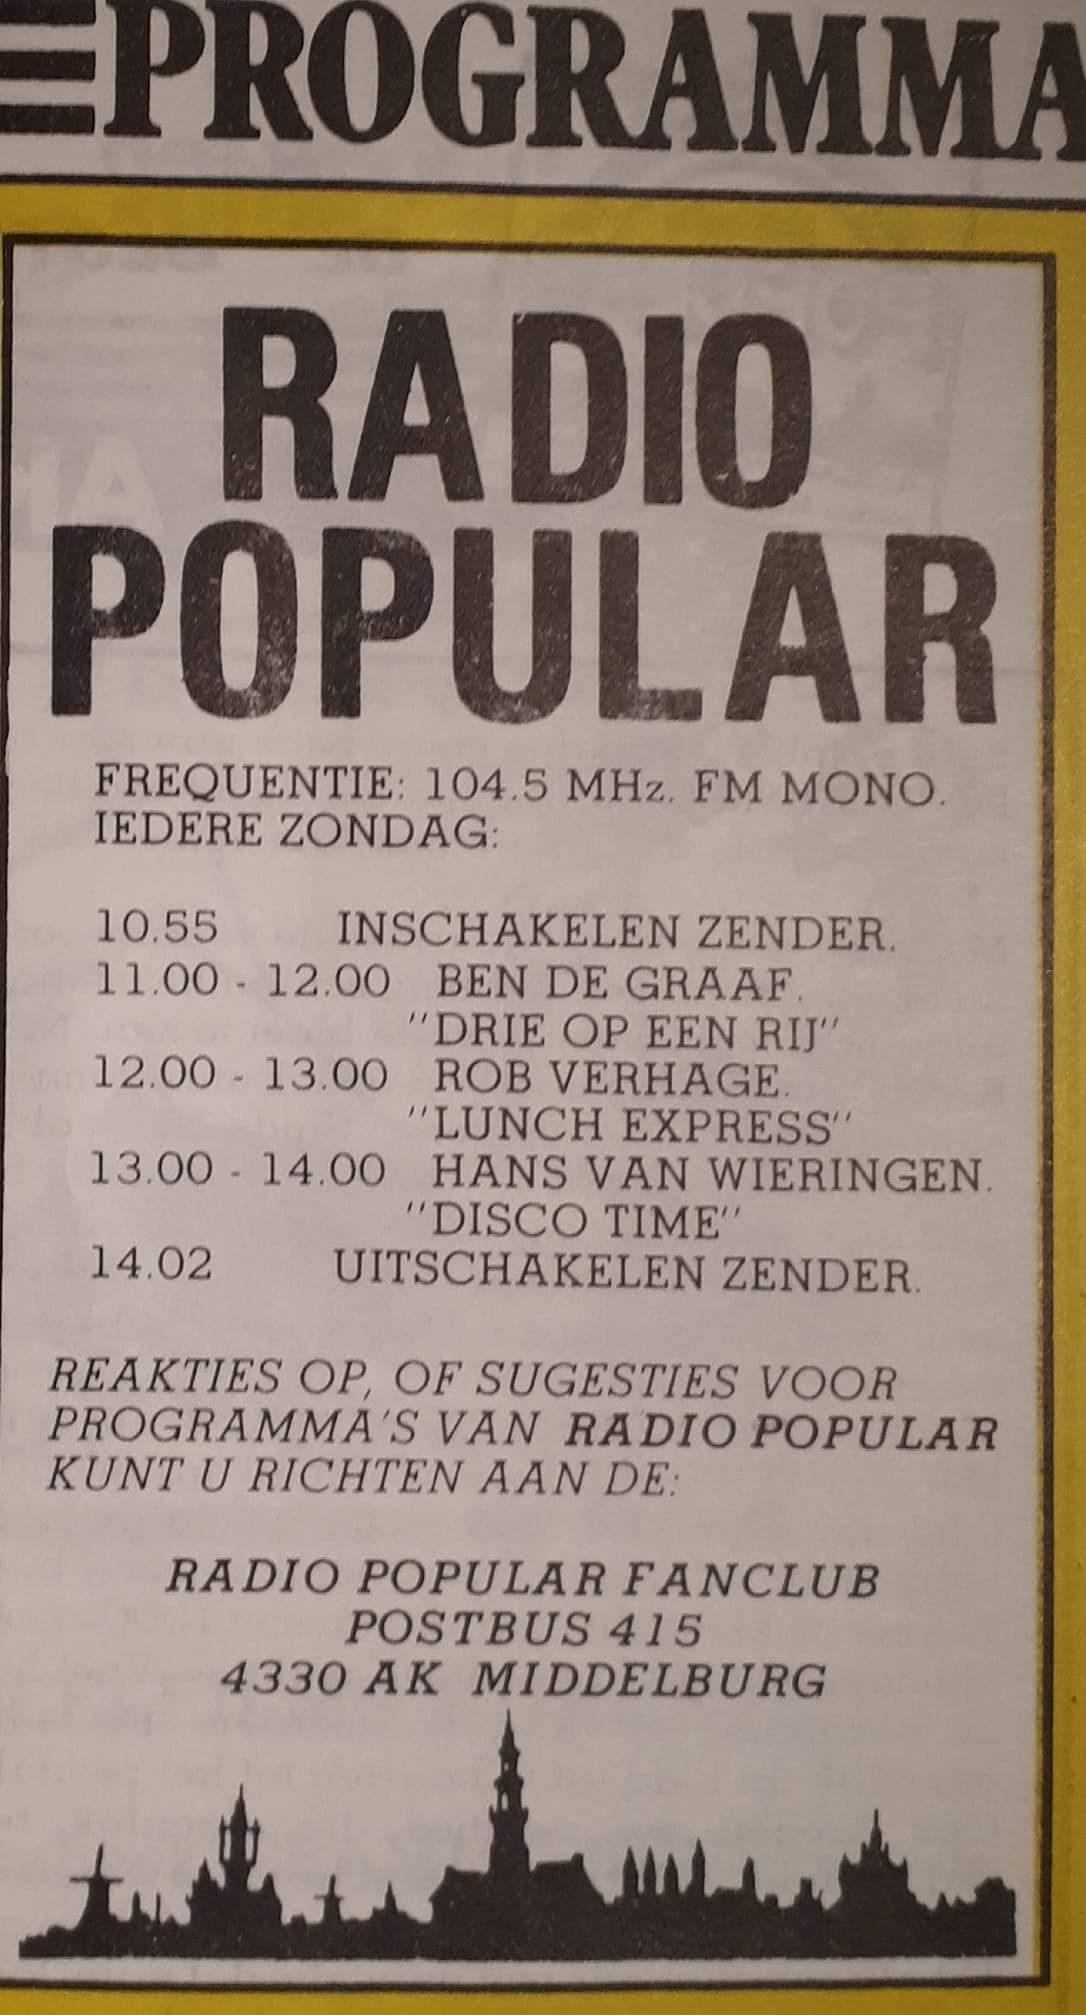 PROGRAMMA
RADIO
POPULAR
FREQUENTIE: 104.5 MHz. FM MONO.
IEDERE ZONDAG:
10.55 INSCHAKELEN ZENDER.
11.00 - 12.00 BEN DE GRAAF.
"DRIE OP EEN RIJ"
12.00 - 13.00 ROB VERHAGE.
"LUNCH EXPRESS"
13.00 - 14.00 HANS VAN WIERINGEN.
"DISCO TIME"
14.02 UITSCHAKELEN ZENDER.
REAKTIES OP, OF SUGESTIES VOOR
PROGRAMMA'S VAN RADIO POPULAR
KUNT U RICHTEN AAN DE:
RADIO POPULAR FANCLUB
POSTBUS 415
4330 AK MIDDELBURG